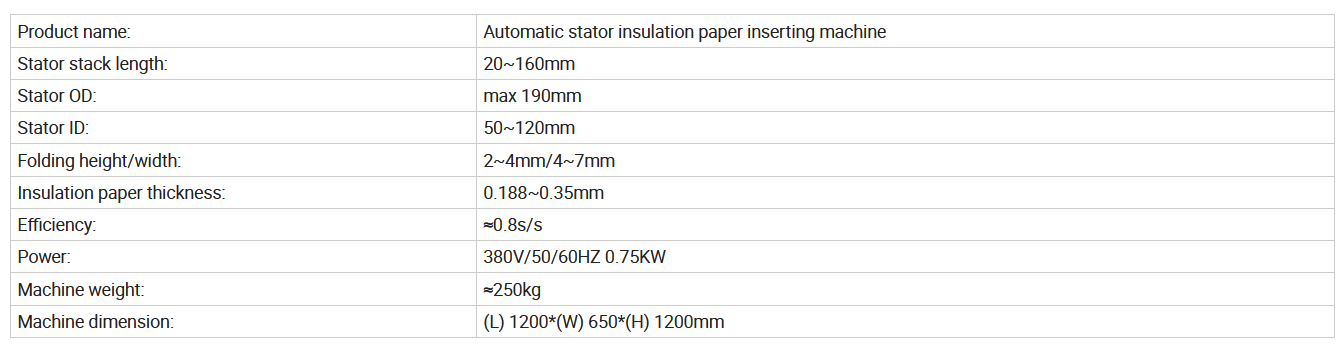 Product name: Automatic stator insulation paper inserting machine
Stator stack length: 20~160mm
Stator OD: max 190mm
Stator ID: 50~120mm
Folding height/width: 2~4mm/4~7mm
Insulation paper thickness: 0.188~0.35mm
Efficiency: ≈0.8s/s
Power: 380V/50/60HZ 0.75KW
Machine weight: ≈250kg
Machine dimension: (L) 1200*(W) 650*(H) 1200mm